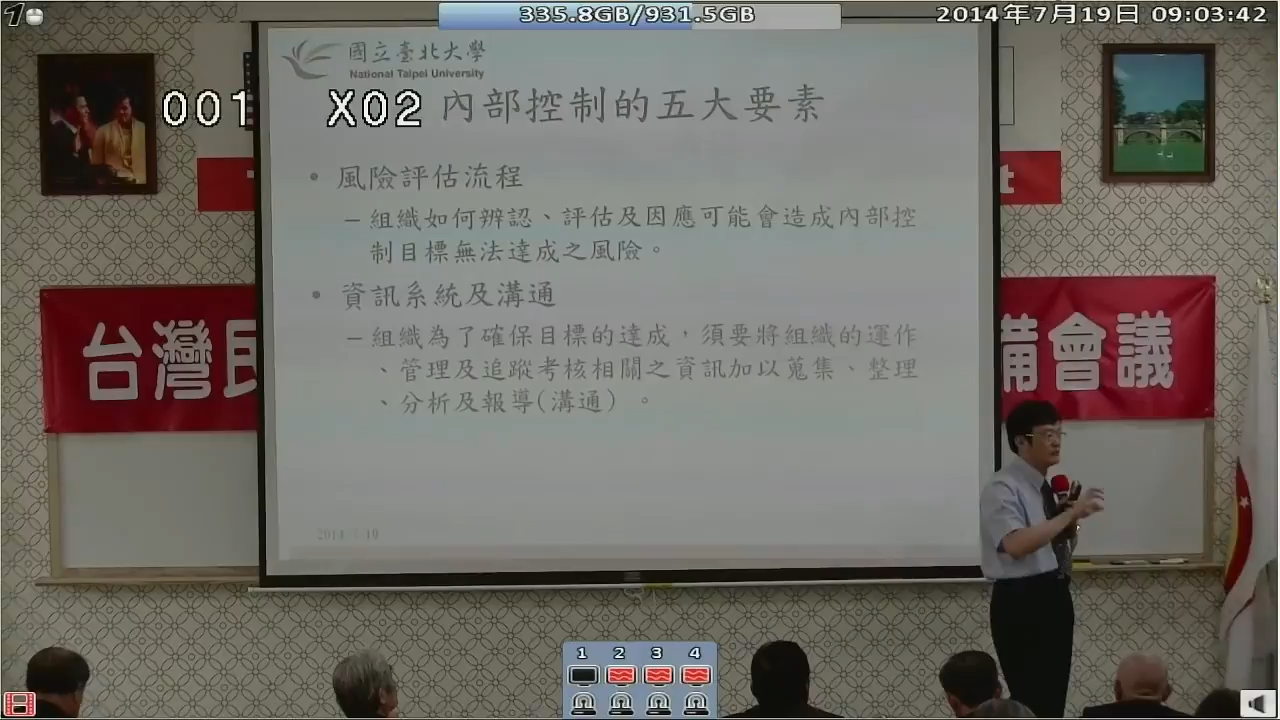 335.8GB/931.5GB
2014年7月19日 09:03:42
001 X02
國立臺北大學
National Taipei University
內部控制的五大要素
• 風險評估流程
– 組織如何辨認、評估及因應可能會造成內部控
制目標無法達成之風險。
• 資訊系統及溝通
– 組織為了確保目標的達成，須要將組織的運作
、管理及追蹤考核相關之資訊加以蒐集、整理
、分析及報導(溝通) 。
2014/7/19
t
台灣民
備會議
1 2 3 4